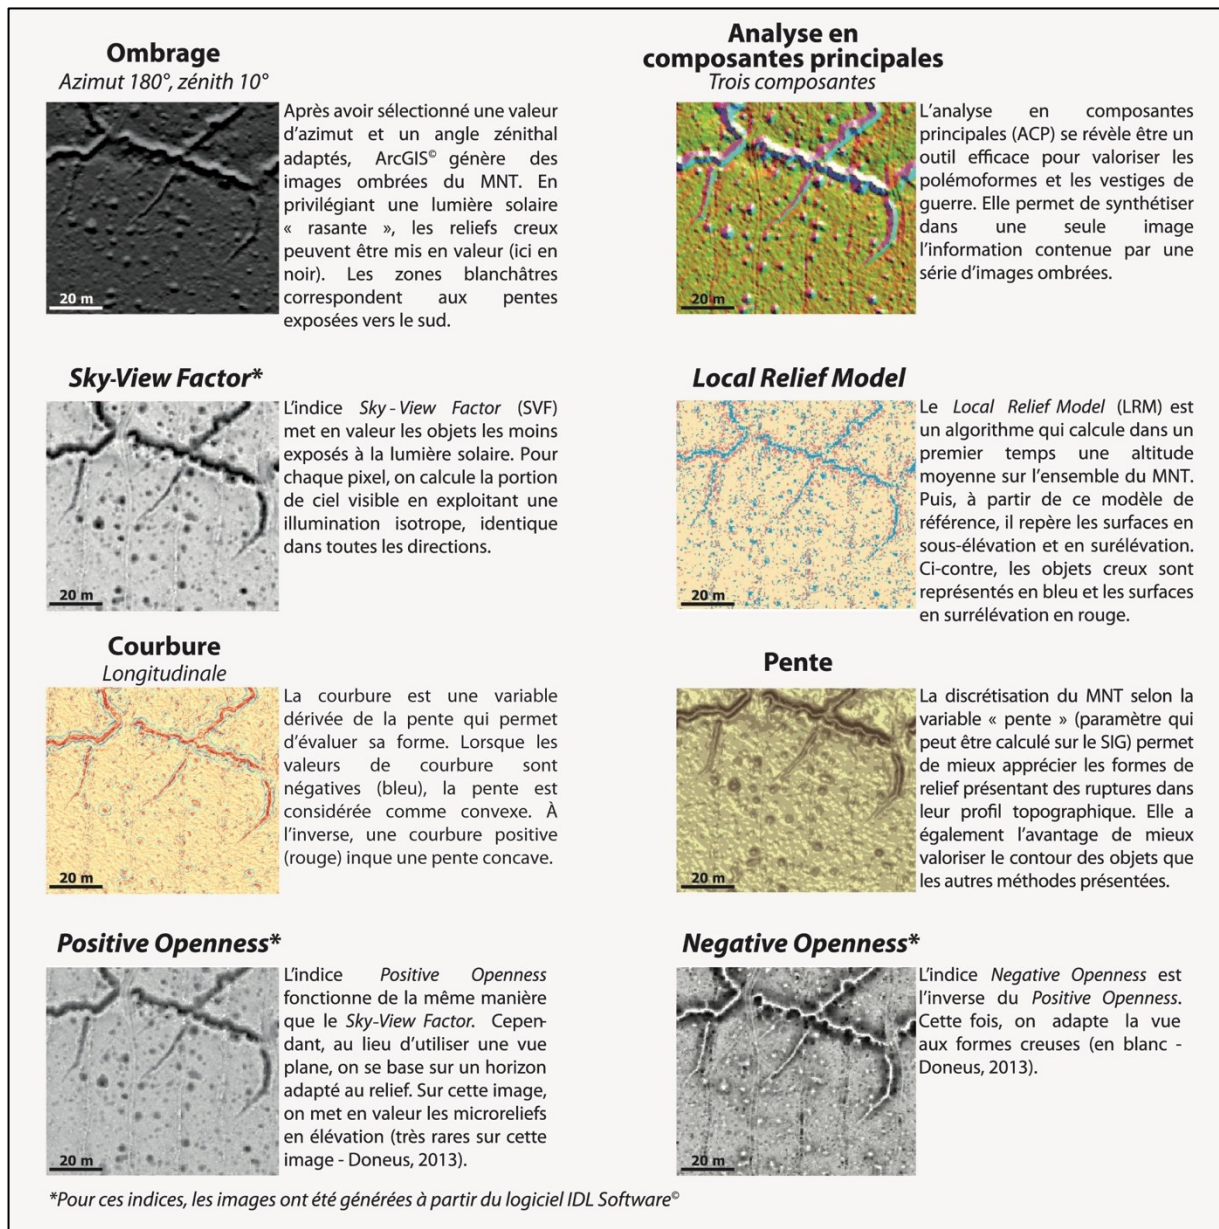 Ombrage
Azimut 180°, zénith 10°
20 m
Après avoir sélectionné une valeur
d'azimut et un angle zénithal
adaptés, ArcGIS© génère des
images ombrées du MNT. En
privilégiant une lumière solaire
« rasante », les reliefs creux
peuvent être mis en valeur (ici en
noir). Les zones blanchâtres
correspondent aux pentes
exposées vers le sud.
Analyse en
composantes principales
Trois composantes
20 m
L'analyse en composantes
principales (ACP) se révèle être un
outil efficace pour valoriser les
polémoformes et les vestiges de
guerre. Elle permet de synthétiser
dans une seule image
l'information contenue par une
série d'images ombrées.
Sky-View Factor*
20 m
L'indice Sky - View Factor (SVF)
met en valeur les objets les moins
exposés à la lumière solaire. Pour
chaque pixel, on calcule la portion
de ciel visible en exploitant une
illumination isotrope, identique
dans toutes les directions.
Local Relief Model
20 m
Le Local Relief Model (LRM) est
un algorithme qui calcule dans un
premier temps une altitude
moyenne sur l'ensemble du MNT.
Puis, à partir de ce modèle de
référence, il repère les surfaces en
sous-élévation et en surélévation.
Ci-contre, les objets creux sont
représentés en bleu et les surfaces
en surrélévation en rouge.
Courbure
Longitudinale
20 m
La courbure est une variable
dérivée de la pente qui permet
d'évaluer sa forme. Lorsque les
valeurs de courbure sont
négatives (bleu), la pente est
considérée comme convexe. À
l'inverse, une courbure positive
(rouge) inque une pente concave.
Pente
20 m
La discrétisation du MNT selon la
variable « pente » (paramètre qui
peut être calculé sur le SIG) permet
de mieux apprécier les formes de
relief présentant des ruptures dans
leur profil topographique. Elle a
également l'avantage de mieux
valoriser le contour des objets que
les autres méthodes présentées.
Positive Openness*
20 m
L'indice Positive Openness
fonctionne de la même manière
que le Sky-View Factor. Cepen-
dant, au lieu d'utiliser une vue
plane, on se base sur un horizon
adapté au relief. Sur cette image,
on met en valeur les microreliefs
en élévation (très rares sur cette
image - Doneus, 2013).
Negative Openness*
20 m
L'indice Negative Openness est
l'inverse du Positive Openness.
Cette fois, on adapte la vue
aux formes creuses (en blanc -
Doneus, 2013).
*Pour ces indices, les images ont été générées à partir du logiciel IDL Software©